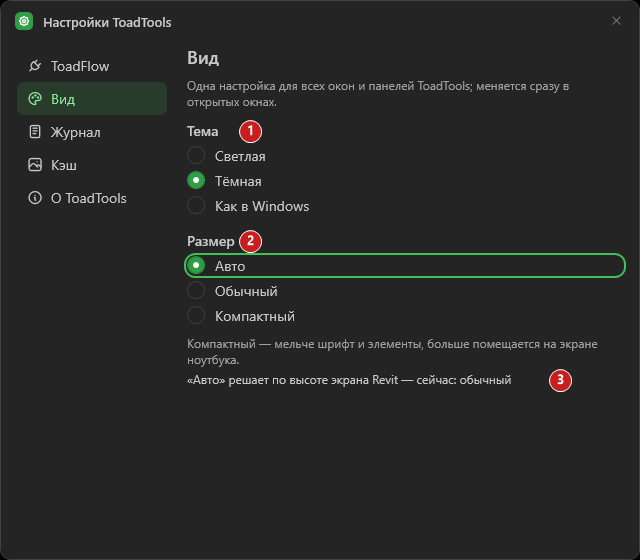 Настройки ToadTools
ToadFlow
Вид
Журнал
Кэш
О ToadTools
Вид
Одна настройка для всех окон и панелей ToadTools; меняется сразу в
открытых окнах.
Тема 1
Светлая
Тёмная
Как в Windows
Размер 2
Авто
Обычный
Компактный
Компактный — мельче шрифт и элементы, больше помещается на экране
ноутбука.
«Авто» решает по высоте экрана Revit — сейчас: обычный 3